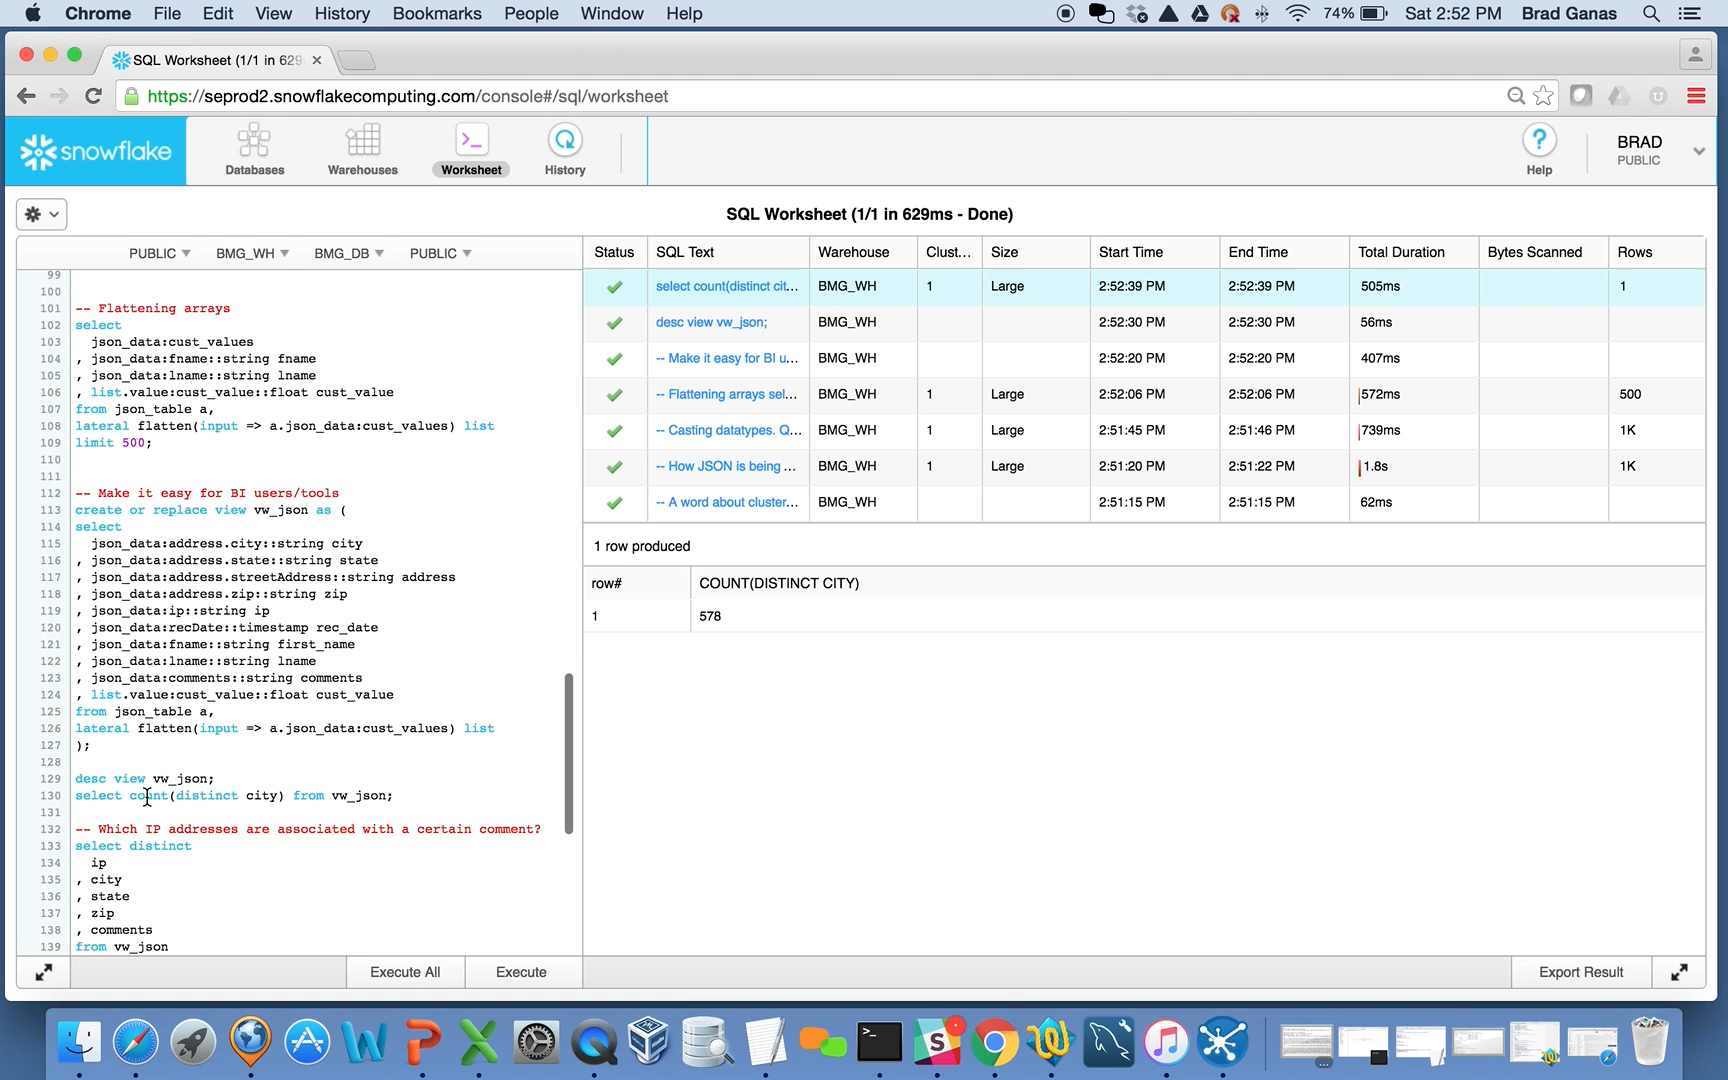 Chrome File Edit View History Bookmarks People Window Help 74% Sat 2:52 PM Brad Ganas
SQL Worksheet (1/1 in 629
https://seprod2.snowflakecomputing.com/console#/sql/worksheet
snowflake Databases Warehouses Worksheet History Help BRAD
PUBLIC
SQL Worksheet (1/1 in 629ms - Done)
PUBLIC BMG_WH BMG_DB PUBLIC
99
100
101 -- Flattening arrays
102 select
103 json_data:cust_values
104 , json_data:fname::string fname
105 , json_data:lname::string lname
106 , list.value:cust_value::float cust_value
107 from json_table a,
108 lateral flatten(input => a.json_data:cust_values) list
109 limit 500;
110
111
112 -- Make it easy for BI users/tools
113 create or replace view vw_json as (
114 select
115 json_data:address.city::string city
116 , json_data:address.state::string state
117 , json_data:address.streetAddress::string address
118 , json_data:address.zip::string zip
119 , json_data:ip::string ip
120 , json_data:recDate::timestamp rec_date
121 , json_data:fname::string first_name
122 , json_data:lname::string lname
123 , json_data:comments::string comments
124 , list.value:cust_value::float cust_value
125 from json_table a,
126 lateral flatten(input => a.json_data:cust_values) list
127 );
128
129 desc view vw_json;
130 select count(distinct city) from vw_json;
131
132 -- Which IP addresses are associated with a certain comment?
133 select distinct
134 ip
135 , city
136 , state
137 , zip
138 , comments
139 from vw_json
Execute All Execute
Status SQL Text Warehouse Clust... Size Start Time End Time Total Duration Bytes Scanned Rows
select count(distinct cit... BMG_WH 1 Large 2:52:39 PM 2:52:39 PM 505ms 1
desc view vw_json; BMG_WH 2:52:30 PM 2:52:30 PM 56ms
-- Make it easy for BI u... BMG_WH 2:52:20 PM 2:52:20 PM 407ms
-- Flattening arrays sel... BMG_WH 1 Large 2:52:06 PM 2:52:06 PM 572ms 500
-- Casting datatypes. Q... BMG_WH 1 Large 2:51:45 PM 2:51:46 PM 739ms 1K
-- How JSON is being ... BMG_WH 1 Large 2:51:20 PM 2:51:22 PM 1.8s 1K
-- A word about cluster... BMG_WH 2:51:15 PM 2:51:15 PM 62ms
1 row produced
row# COUNT(DISTINCT CITY)
1 578
Export Result